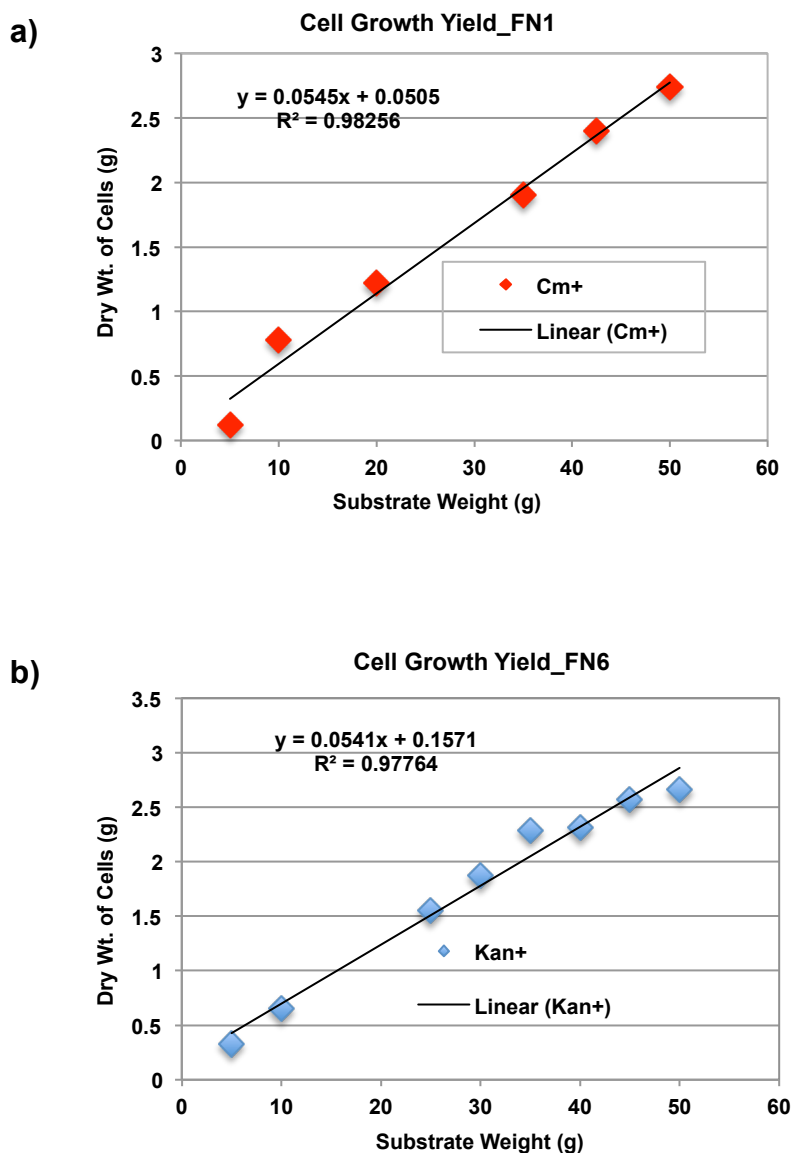 a)
Cell Growth Yield_FN1
3
y = 0.0545x + 0.0505
R² = 0.98256
2.5
2
1.5
1
0.5
0
Dry Wt. of Cells (g)
Cm+
Linear (Cm+)
0 10 20 30 40 50 60
Substrate Weight (g)
b)
Cell Growth Yield_FN6
3.5
y = 0.0541x + 0.1571
R² = 0.97764
3
2.5
2
1.5
1
0.5
0
Dry Wt. of Cells (g)
Kan+
Linear (Kan+)
0 10 20 30 40 50 60
Substrate Weight (g)